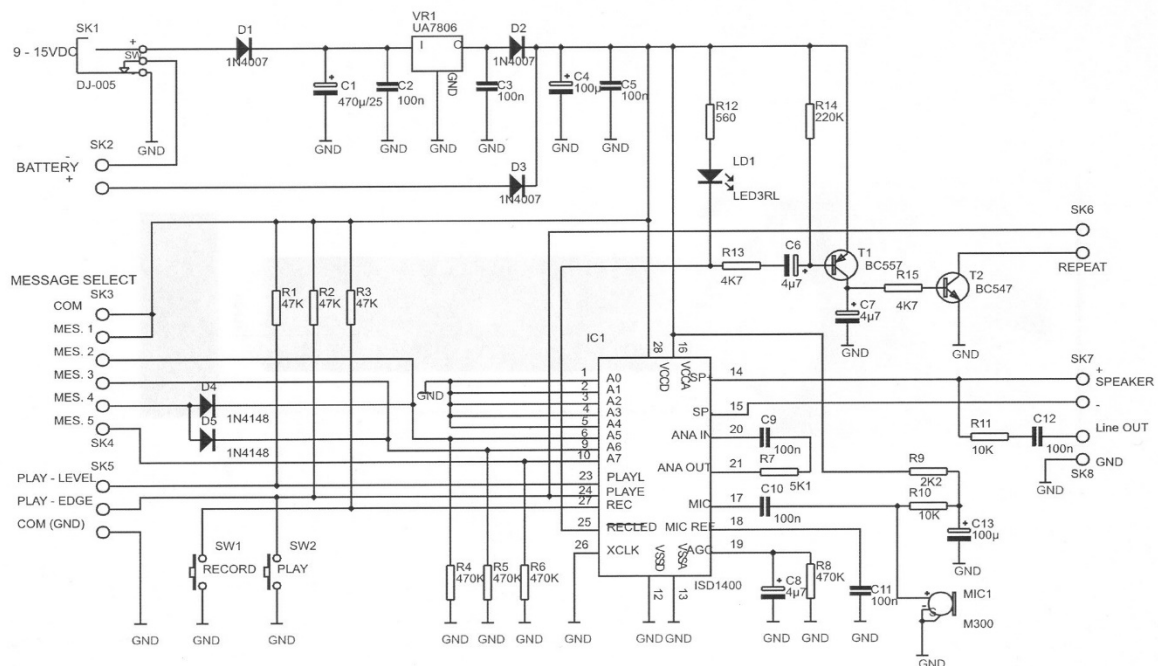 SK1
9 - 15VDC
+
SW
-
DJ-005
GND
SK2
BATTERY
-
+
D1
1N4007
C1
470µ/25
+
GND
C2
100n
GND
VR1
UA7806
I
O
GND
GND
C3
100n
GND
D2
1N4007
C4
100µ
+
GND
C5
100n
GND
D3
1N4007
R12
560
LD1
LED3RL
R14
220K
R13
4K7
C6
4µ7
+
T1
BC557
C7
4µ7
+
GND
R15
4K7
T2
BC547
GND
SK6
REPEAT
MESSAGE SELECT
SK3
COM
MES. 1
MES. 2
MES. 3
MES. 4
MES. 5
SK4
D4
1N4148
D5
1N4148
SK5
PLAY - LEVEL
PLAY - EDGE
COM (GND)
GND
R1
47K
R2
47K
R3
47K
SW1
RECORD
GND
SW2
PLAY
GND
R4
470K
GND
R5
470K
GND
R6
470K
GND
GND
IC1
ISD1400
GND
1 A0
2 A1
3 A2
4 A3
5 A4
6 A5
9 A6
10 A7
23 PLAYL
24 PLAYE
27 REC
25 RECLED
26 XCLK
28 VCCD
16 VCCA
SP+ 14
SP 15
ANA IN 20
ANA OUT 21
MIC 17
MIC REF 18
AGC 19
VSSD 12
VSSA 13
GND
GND
C9
100n
R7
5K1
C10
100n
C8
4µ7
+
GND
R8
470K
GND
C11
100n
GND
R9
2K2
R10
10K
C13
100µ
+
GND
MIC1
M300
+
-
S
GND
SK7
+
SPEAKER
-
R11
10K
C12
100n
Line OUT
GND
SK8
GND